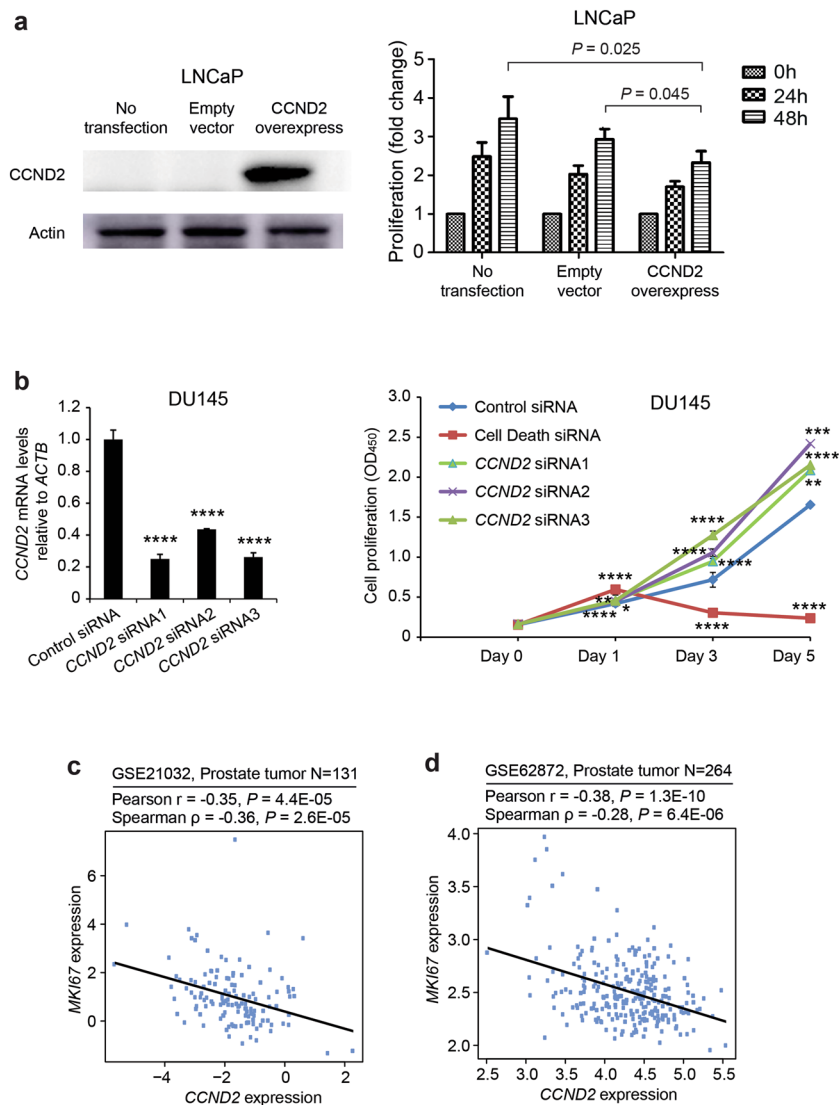 a
LNCaP
No transfection
Empty vector
CCND2 overexpress
CCND2
Actin
LNCaP
P = 0.025
P = 0.045
0h
24h
48h
Proliferation (fold change)
5
4
3
2
1
0
No transfection
Empty vector
CCND2 overexpress
b
DU145
CCND2 mRNA levels
relative to ACTB
1.2
1.0
0.8
0.6
0.4
0.2
0
****
****
****
Control siRNA
CCND2 siRNA1
CCND2 siRNA2
CCND2 siRNA3
DU145
Cell proliferation (OD450)
3.0
2.5
2.0
1.5
1.0
0.5
0
Control siRNA
Cell Death siRNA
CCND2 siRNA1
CCND2 siRNA2
CCND2 siRNA3
****
**
****
*
****
****
****
****
***
****
**
****
Day 0
Day 1
Day 3
Day 5
c
GSE21032, Prostate tumor N=131
Pearson r = -0.35, P = 4.4E-05
Spearman ρ = -0.36, P = 2.6E-05
MKI67 expression
6
4
2
0
−4
−2
0
2
CCND2 expression
d
GSE62872, Prostate tumor N=264
Pearson r = -0.38, P = 1.3E-10
Spearman ρ = -0.28, P = 6.4E-06
MKI67 expression
4.0
3.5
3.0
2.5
2.0
2.5
3.0
3.5
4.0
4.5
5.0
5.5
CCND2 expression